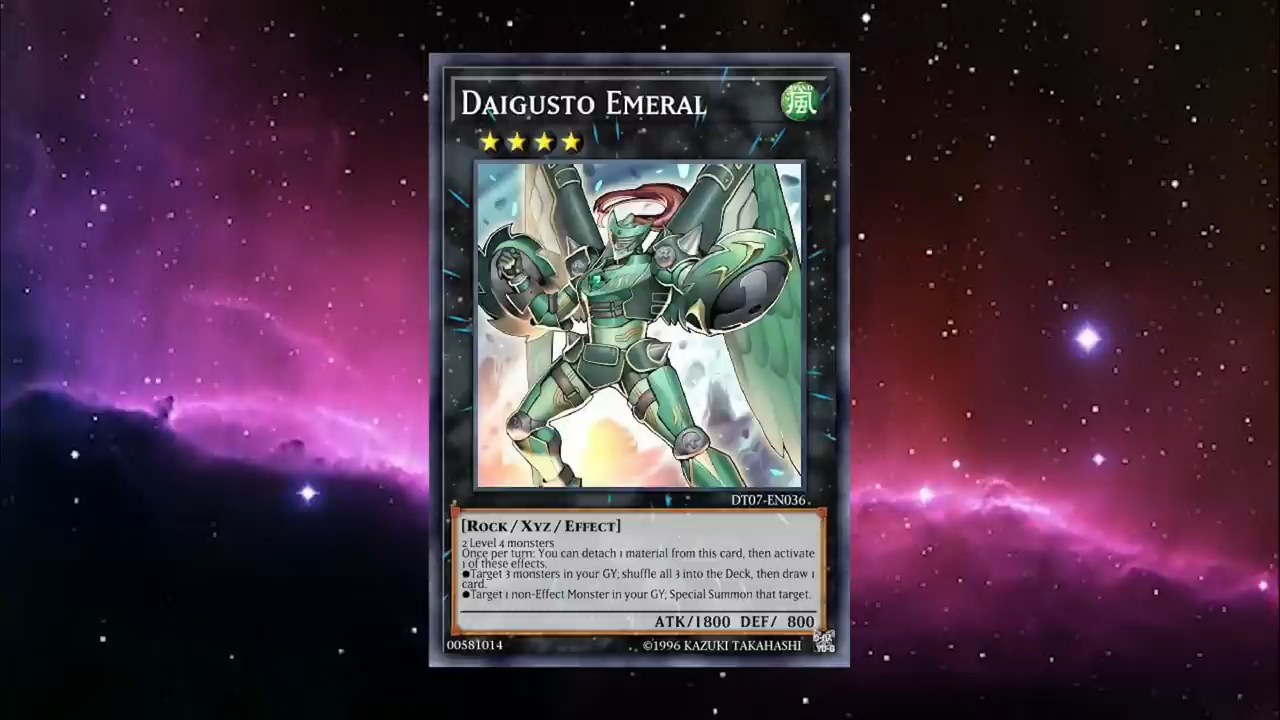 DAIGUSTO EMERAL
WIND
風
DT07-EN036
[ROCK / XYZ / EFFECT]
2 Level 4 monsters
Once per turn: You can detach 1 material from this card, then activate
1 of these effects.
●Target 3 monsters in your GY; shuffle all 3 into the Deck, then draw 1
card.
●Target 1 non-Effect Monster in your GY; Special Summon that target.
ATK/1800 DEF/ 800
00581014 ©1996 KAZUKI TAKAHASHI